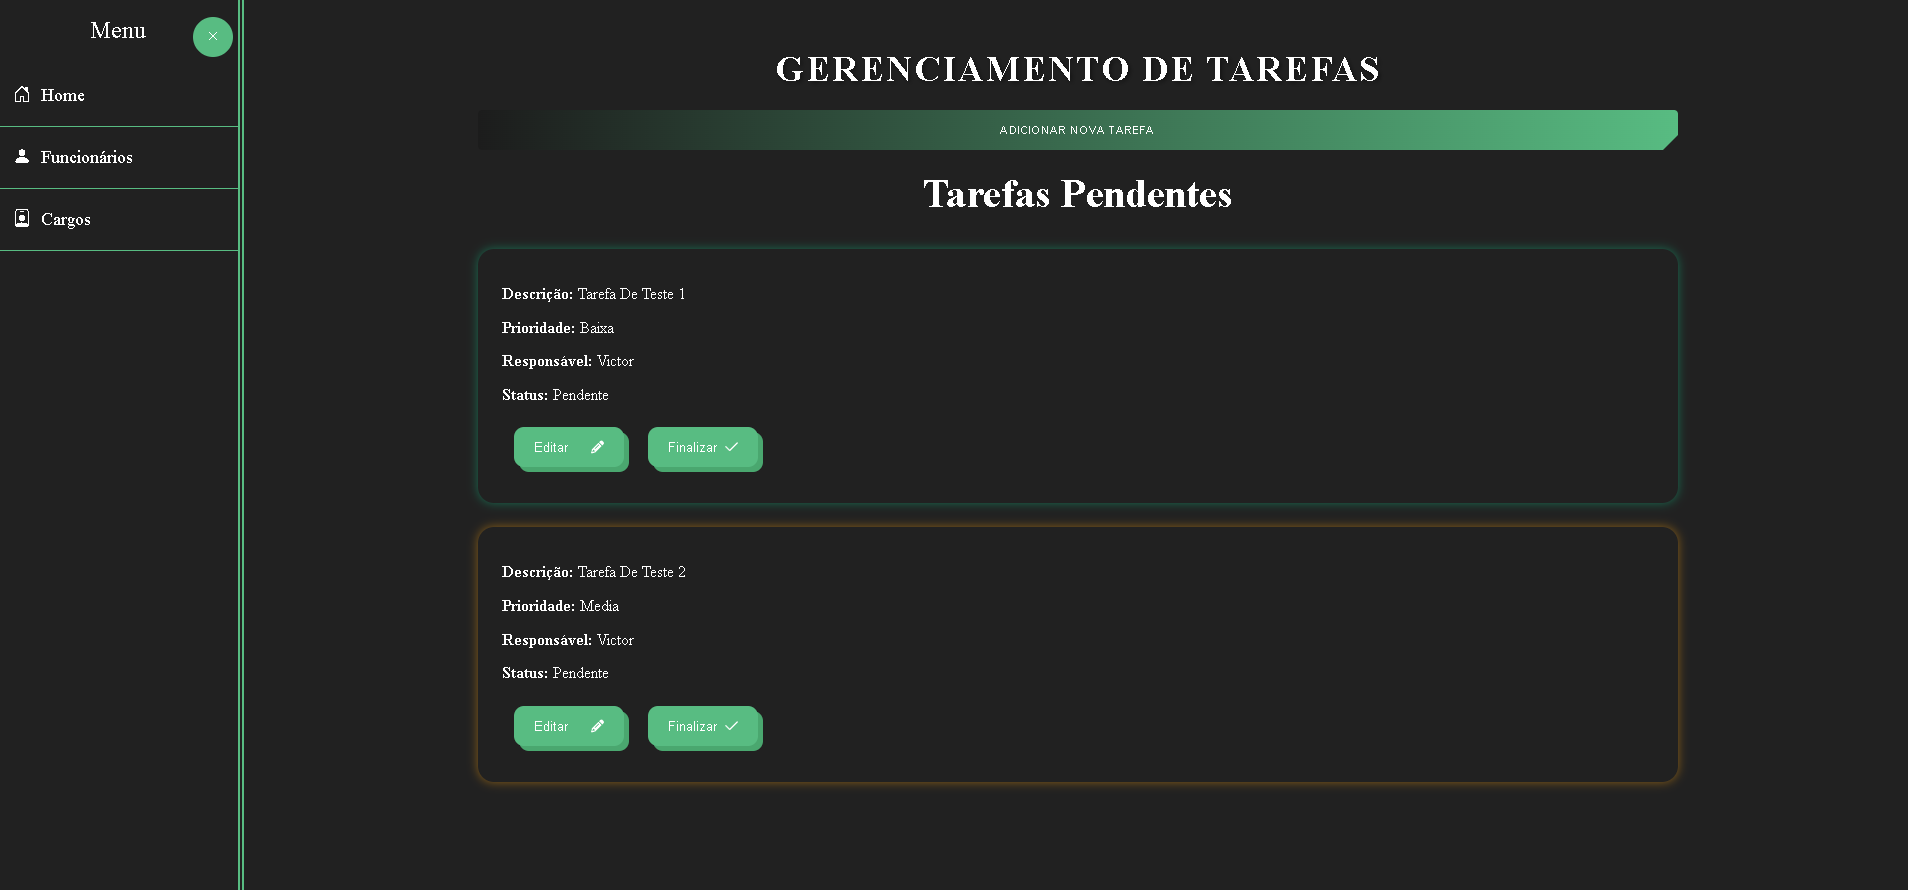 Menu
Home
Funcionários
Cargos
GERENCIAMENTO DE TAREFAS
ADICIONAR NOVA TAREFA
Tarefas Pendentes
Descrição: Tarefa De Teste 1
Prioridade: Baixa
Responsável: Victor
Status: Pendente
Editar
Finalizar
Descrição: Tarefa De Teste 2
Prioridade: Media
Responsável: Victor
Status: Pendente
Editar
Finalizar